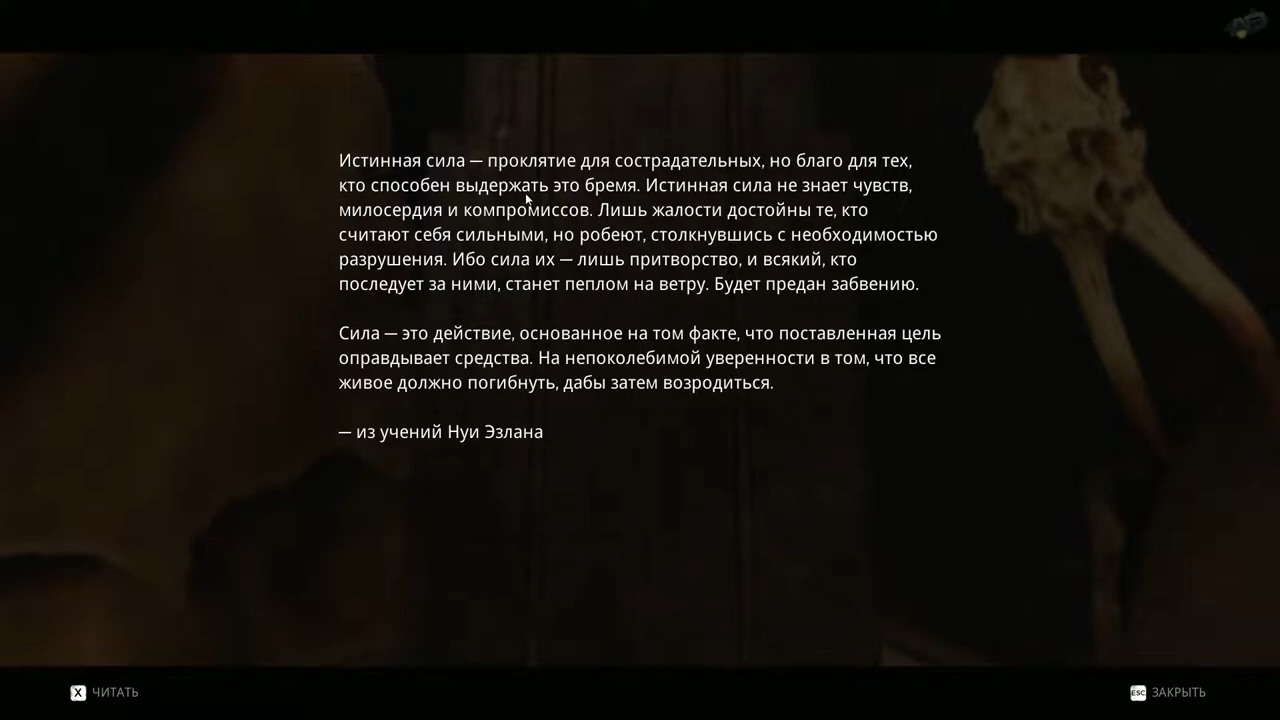 Истинная сила — проклятие для сострадательных, но благо для тех,
кто способен выдержать это бремя. Истинная сила не знает чувств,
милосердия и компромиссов. Лишь жалости достойны те, кто
считают себя сильными, но робеют, столкнувшись с необходимостью
разрушения. Ибо сила их — лишь притворство, и всякий, кто
последует за ними, станет пеплом на ветру. Будет предан забвению.
Сила — это действие, основанное на том факте, что поставленная цель
оправдывает средства. На непоколебимой уверенности в том, что все
живое должно погибнуть, дабы затем возродиться.
— из учений Нуи Эзлана
X ЧИТАТЬ
ESC ЗАКРЫТЬ